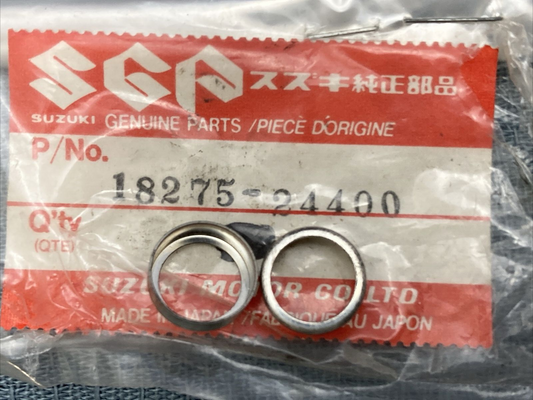 SGP スズキ純正部品
SUZUKI GENUINE PARTS /PIECE D'ORIGINE
P/No.
18275-24400
Q'ty
(QTE)
SUZUKI MOTOR CO., LTD.
MADE IN JAPAN /FABRIQUE AU JAPON